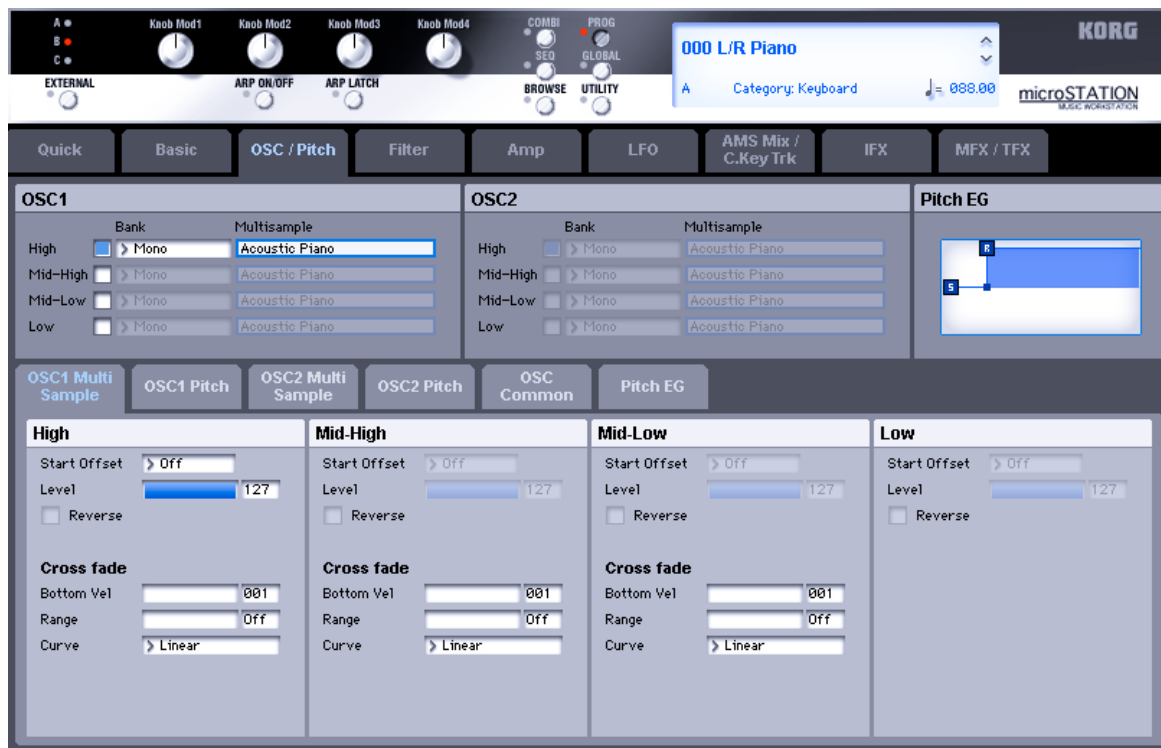 A
B
C
Knob Mod1
Knob Mod2
Knob Mod3
Knob Mod4
EXTERNAL
ARP ON/OFF
ARP LATCH
COMBI
PROG
SEQ
GLOBAL
BROWSE
UTILITY
000 L/R Piano
A Category: Keyboard ♩= 088.00
KORG
microSTATION
MUSIC WORKSTATION
Quick
Basic
OSC / Pitch
Filter
Amp
LFO
AMS Mix /
C.Key Trk
IFX
MFX / TFX
OSC1
Bank Multisample
High Mono Acoustic Piano
Mid-High Mono Acoustic Piano
Mid-Low Mono Acoustic Piano
Low Mono Acoustic Piano
OSC2
Bank Multisample
High Mono Acoustic Piano
Mid-High Mono Acoustic Piano
Mid-Low Mono Acoustic Piano
Low Mono Acoustic Piano
Pitch EG
R
S
OSC1 Multi
Sample
OSC1 Pitch
OSC2 Multi
Sample
OSC2 Pitch
OSC
Common
Pitch EG
High
Start Offset Off
Level 127
Reverse
Cross fade
Bottom Vel 001
Range Off
Curve Linear
Mid-High
Start Offset Off
Level 127
Reverse
Cross fade
Bottom Vel 001
Range Off
Curve Linear
Mid-Low
Start Offset Off
Level 127
Reverse
Cross fade
Bottom Vel 001
Range Off
Curve Linear
Low
Start Offset Off
Level 127
Reverse